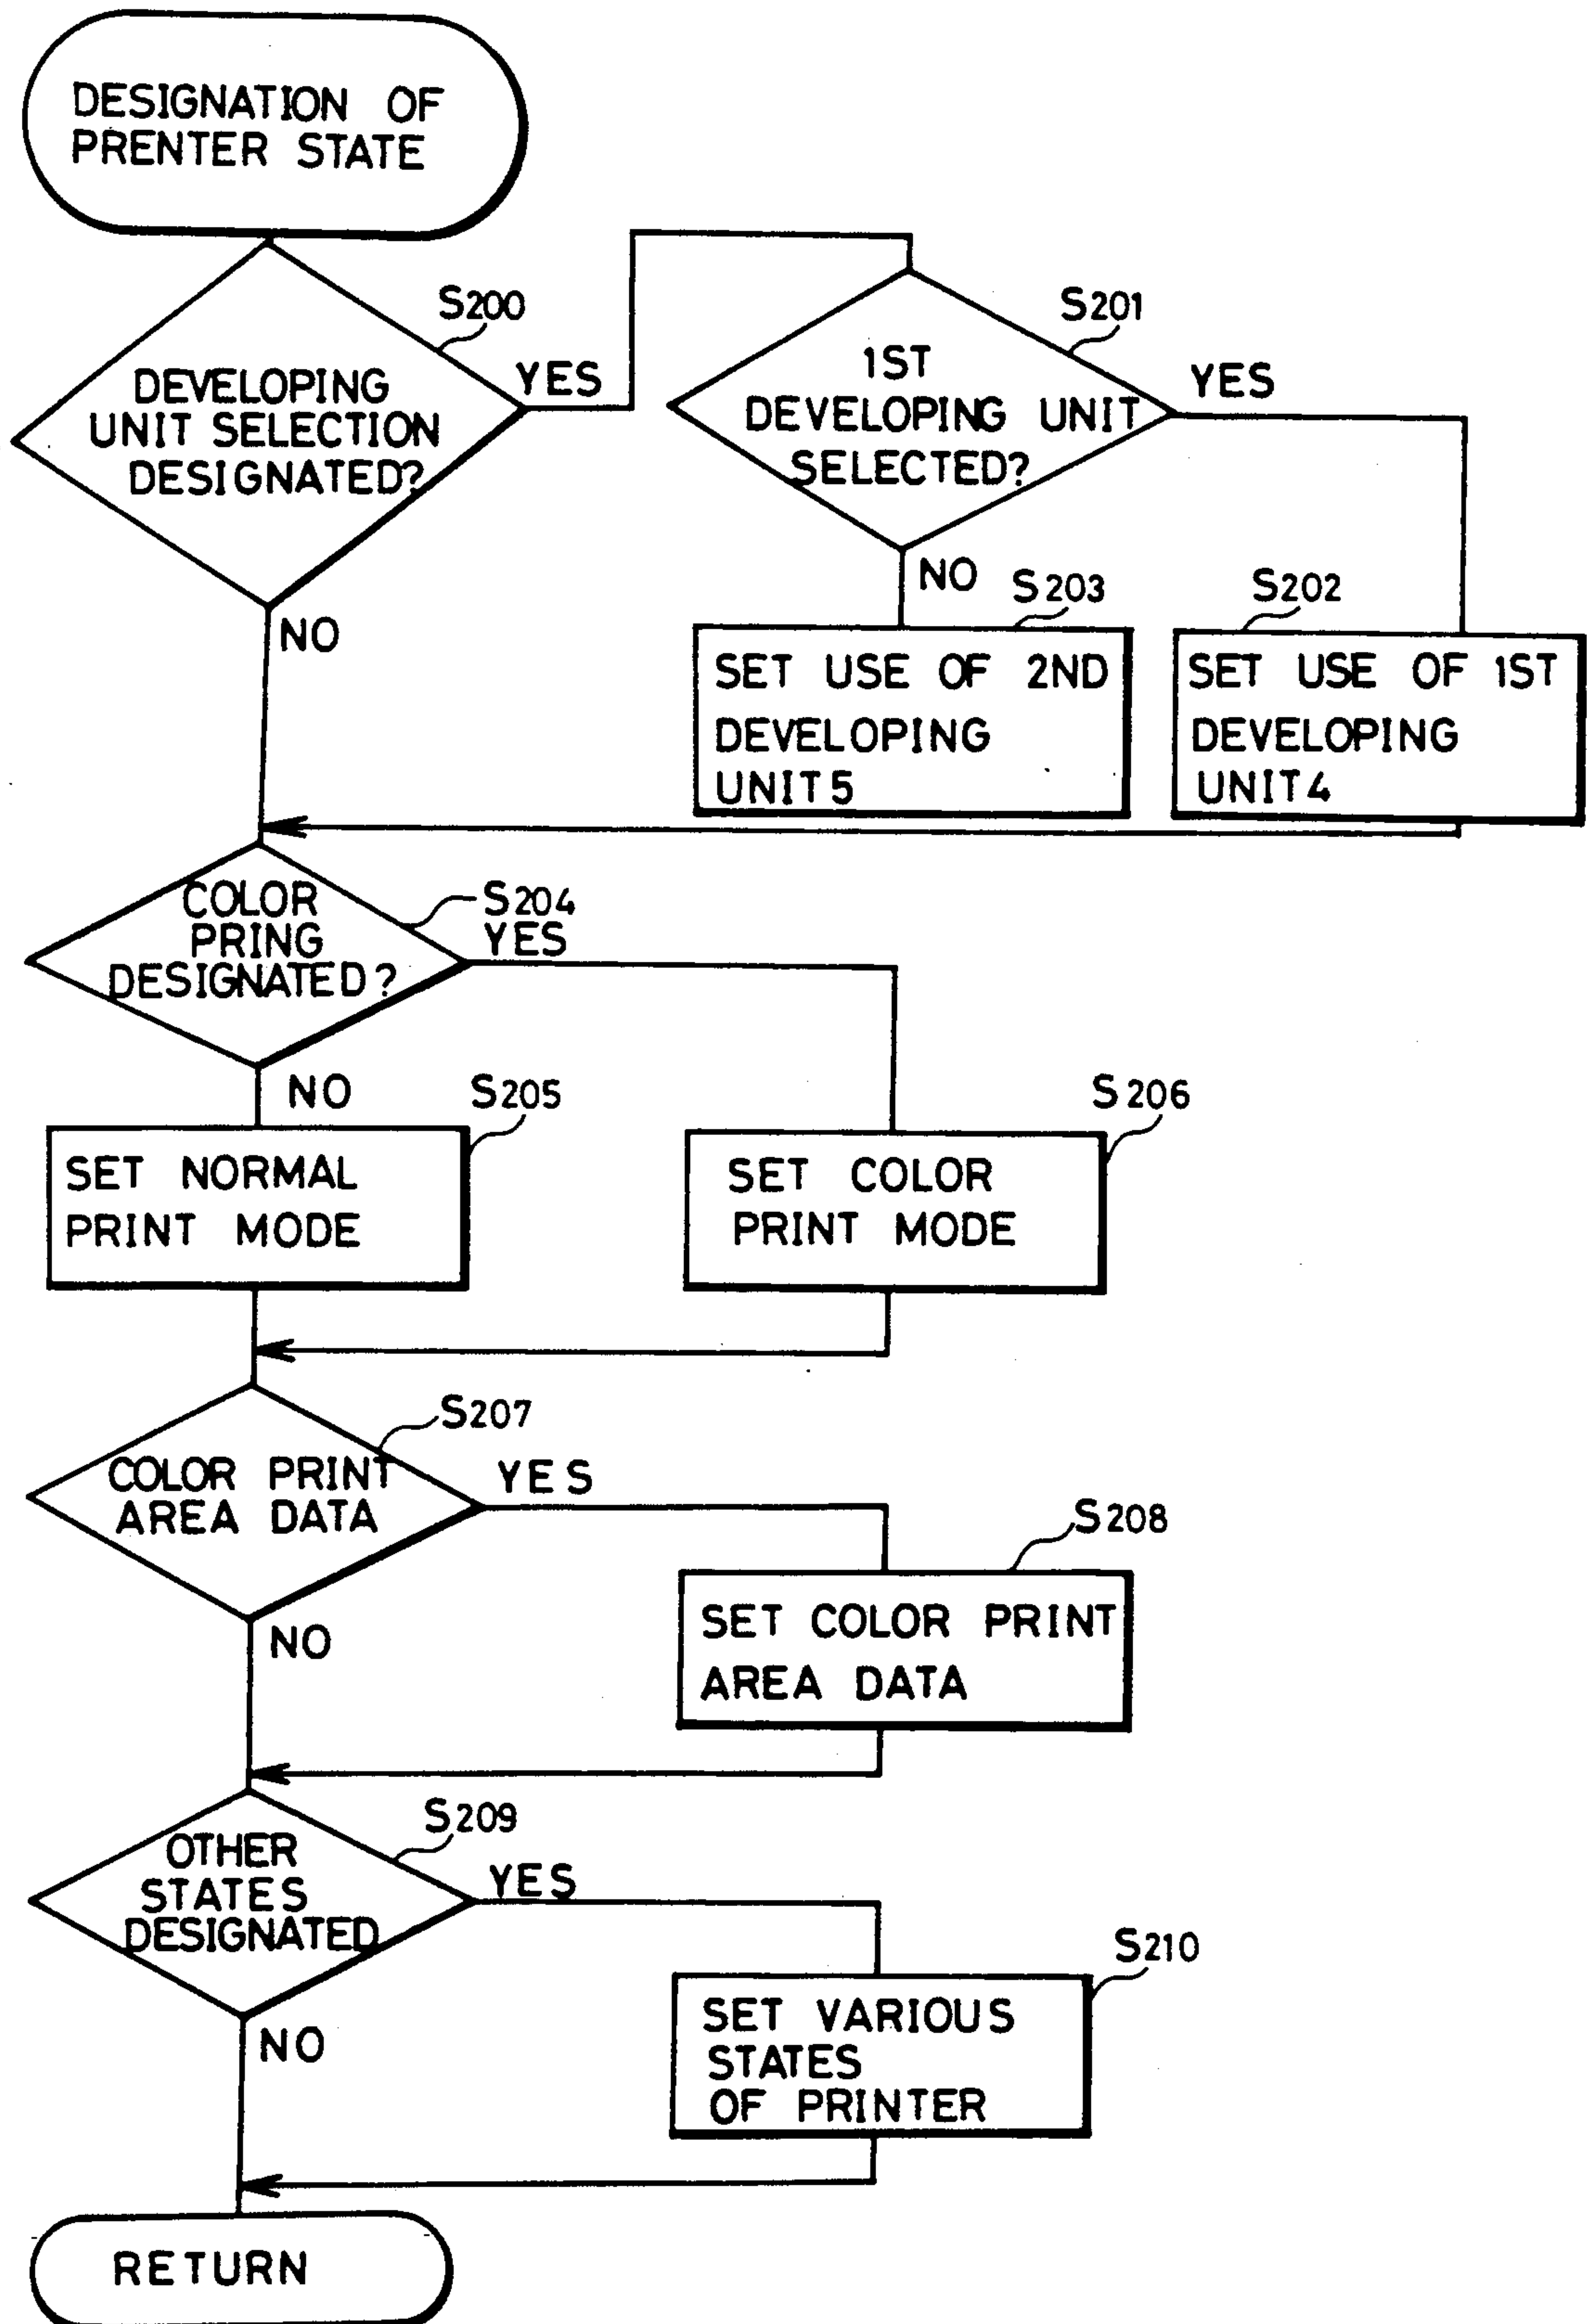 DESIGNATION OF
PRENTER STATE
S200
DEVELOPING
UNIT SELECTION
DESIGNATED?
YES
NO
S201
1ST
DEVELOPING UNIT
SELECTED?
YES
NO
S203
SET USE OF 2ND
DEVELOPING
UNIT5
S202
SET USE OF 1ST
DEVELOPING
UNIT4
S204
COLOR
PRING
DESIGNATED?
YES
NO
S205
SET NORMAL
PRINT MODE
S206
SET COLOR
PRINT MODE
S207
COLOR PRINT
AREA DATA
YES
NO
S208
SET COLOR PRINT
AREA DATA
S209
OTHER
STATES
DESIGNATED
YES
NO
S210
SET VARIOUS
STATES
OF PRINTER
RETURN